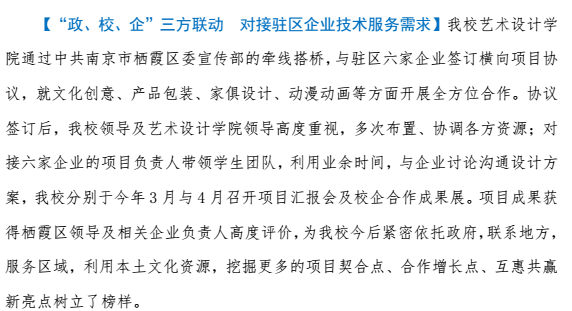 【“政、校、企”三方联动　对接驻区企业技术服务需求】我校艺术设计学
院通过中共南京市栖霞区委宣传部的牵线搭桥，与驻区六家企业签订横向项目协
议，就文化创意、产品包装、家俱设计、动漫动画等方面开展全方位合作。协议
签订后，我校领导及艺术设计学院领导高度重视，多次布置、协调各方资源；对
接六家企业的项目负责人带领学生团队，利用业余时间，与企业讨论沟通设计方
案，我校分别于今年 3 月与 4 月召开项目汇报会及校企合作成果展。项目成果获
得栖霞区领导及相关企业负责人高度评价，为我校今后紧密依托政府，联系地方，
服务区域，利用本土文化资源，挖掘更多的项目契合点、合作增长点、互惠共赢
新亮点树立了榜样。